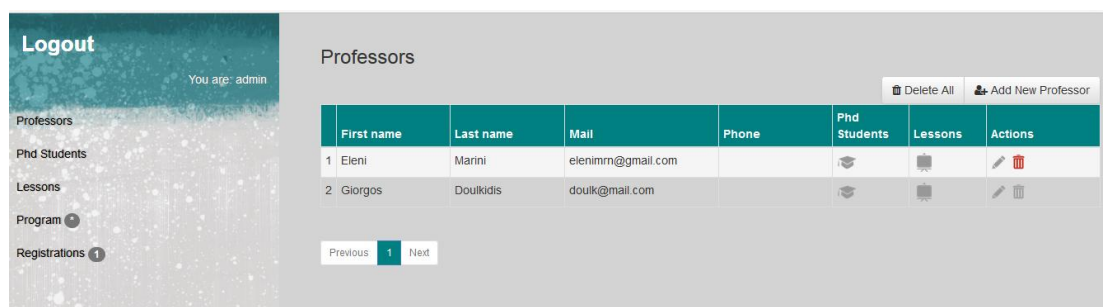 Logout
You are: admin
Professors
Phd Students
Lessons
Program *
Registrations 1
Professors
Delete All Add New Professor
First name Last name Mail Phone Phd Students Lessons Actions
1 Eleni Marini elenimrn@gmail.com
2 Giorgos Doulkidis doulk@mail.com
Previous 1 Next